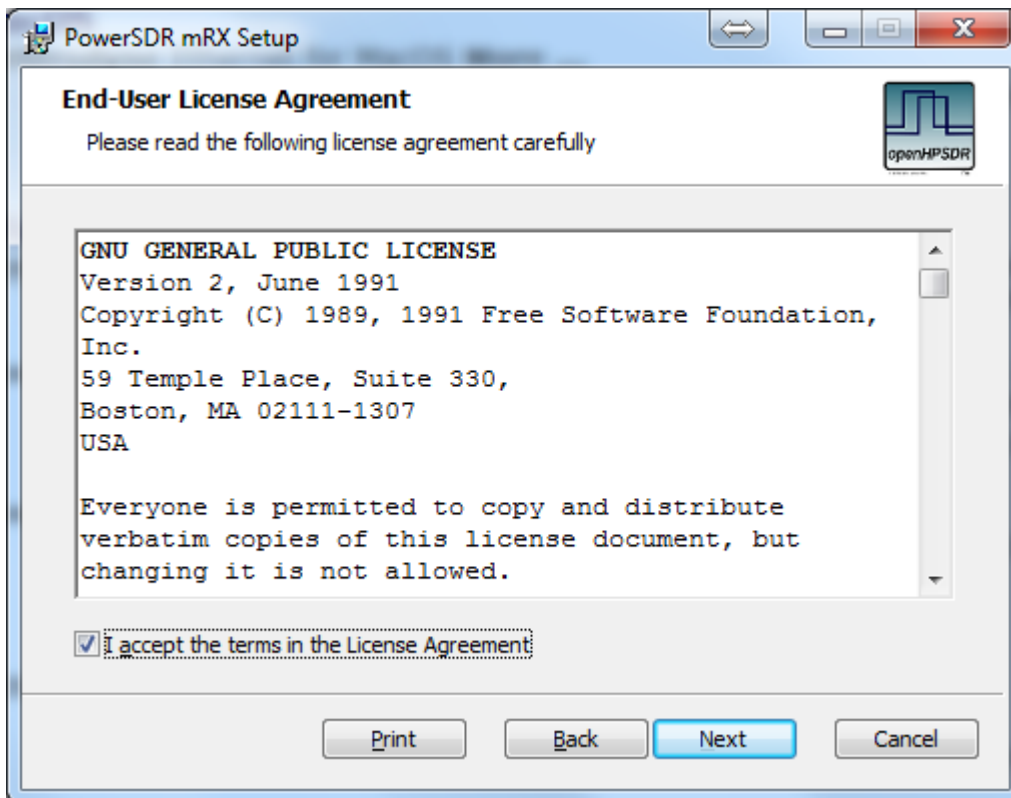 PowerSDR mRX Setup
End-User License Agreement
Please read the following license agreement carefully
openHPSDR
GNU GENERAL PUBLIC LICENSE
Version 2, June 1991
Copyright (C) 1989, 1991 Free Software Foundation,
Inc.
59 Temple Place, Suite 330,
Boston, MA 02111-1307
USA
Everyone is permitted to copy and distribute
verbatim copies of this license document, but
changing it is not allowed.
I accept the terms in the License Agreement
Print Back Next Cancel